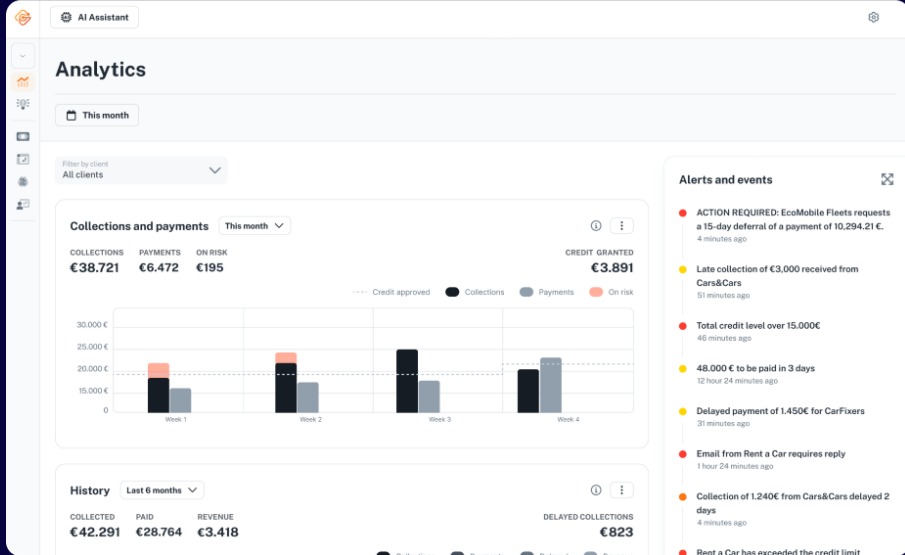 AI Assistant
Analytics
This month
Filter by client
All clients
Collections and payments
This month
COLLECTIONS PAYMENTS ON RISK
€38.721 €6.472 €195
CREDIT GRANTED
€3.891
Credit approved Collections Payments On risk
30.000 €
25.000 €
20.000 €
15.000 €
0
Week 1 Week 2 Week 3 Week 4
History
Last 6 months
COLLECTED PAID REVENUE
€42.291 €28.764 €3.418
DELAYED COLLECTIONS
€823
Alerts and events
ACTION REQUIRED: EcoMobile Fleets requests
a 15-day deferral of a payment of 10,294.21 €.
4 minutes ago
Late collection of €3,000 received from
Cars&Cars
51 minutes ago
Total credit level over 15.000€
46 minutes ago
48.000 € to be paid in 3 days
12 hour 24 minutes ago
Delayed payment of 1.450€ for CarFixers
31 minutes ago
Email from Rent a Car requires reply
1 hour 24 minutes ago
Collection of 1.240€ from Cars&Cars delayed 2
days
4 minutes ago
Rent a Car has exceeded the credit limit